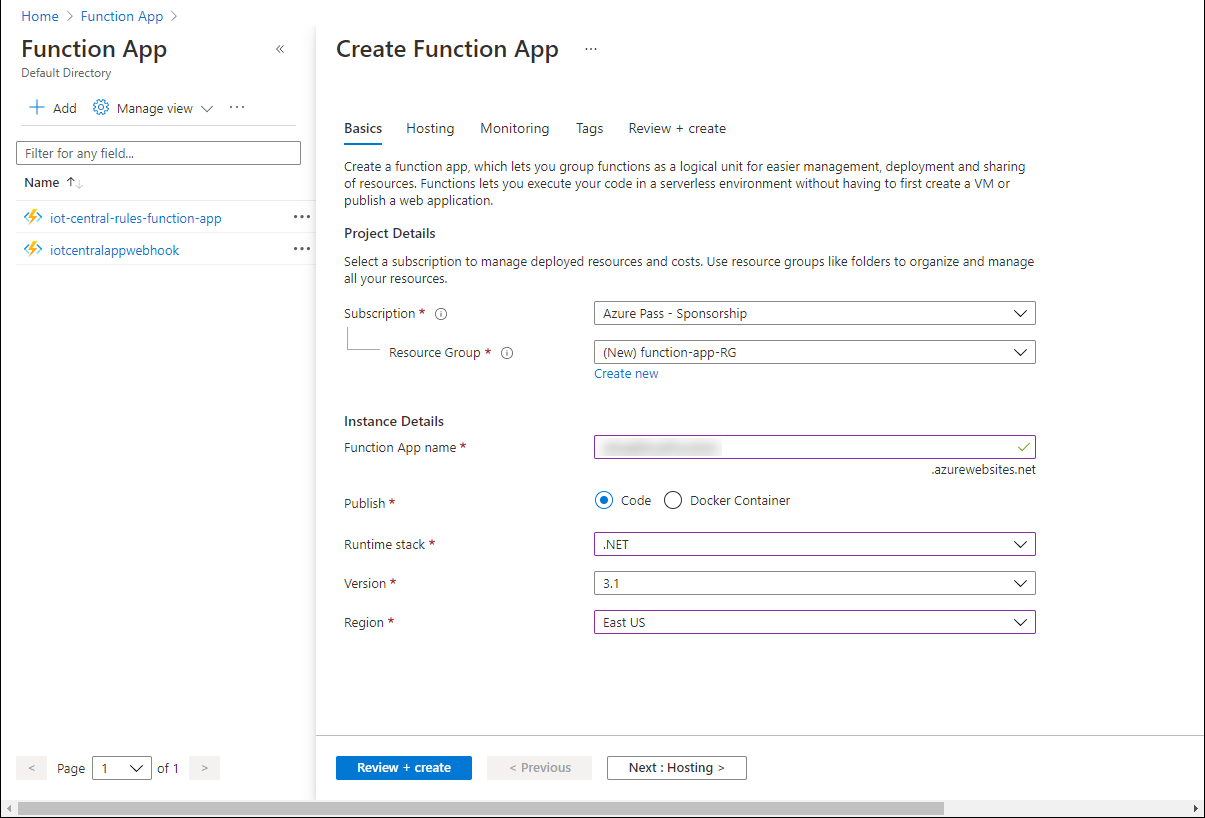 Home > Function App >
Function App
«
Default Directory
+ Add
Manage view
...
Filter for any field...
Name ↑↓
iot-central-rules-function-app
...
iotcentralappwebhook
...
< Page 1 of 1 >
Create Function App
...
Basics
Hosting
Monitoring
Tags
Review + create
Create a function app, which lets you group functions as a logical unit for easier management, deployment and sharing
of resources. Functions lets you execute your code in a serverless environment without having to first create a VM or
publish a web application.
Project Details
Select a subscription to manage deployed resources and costs. Use resource groups like folders to organize and manage
all your resources.
Subscription *
Azure Pass - Sponsorship
Resource Group *
(New) function-app-RG
Create new
Instance Details
Function App name *
.azurewebsites.net
Publish *
Code
Docker Container
Runtime stack *
.NET
Version *
3.1
Region *
East US
Review + create
< Previous
Next : Hosting >